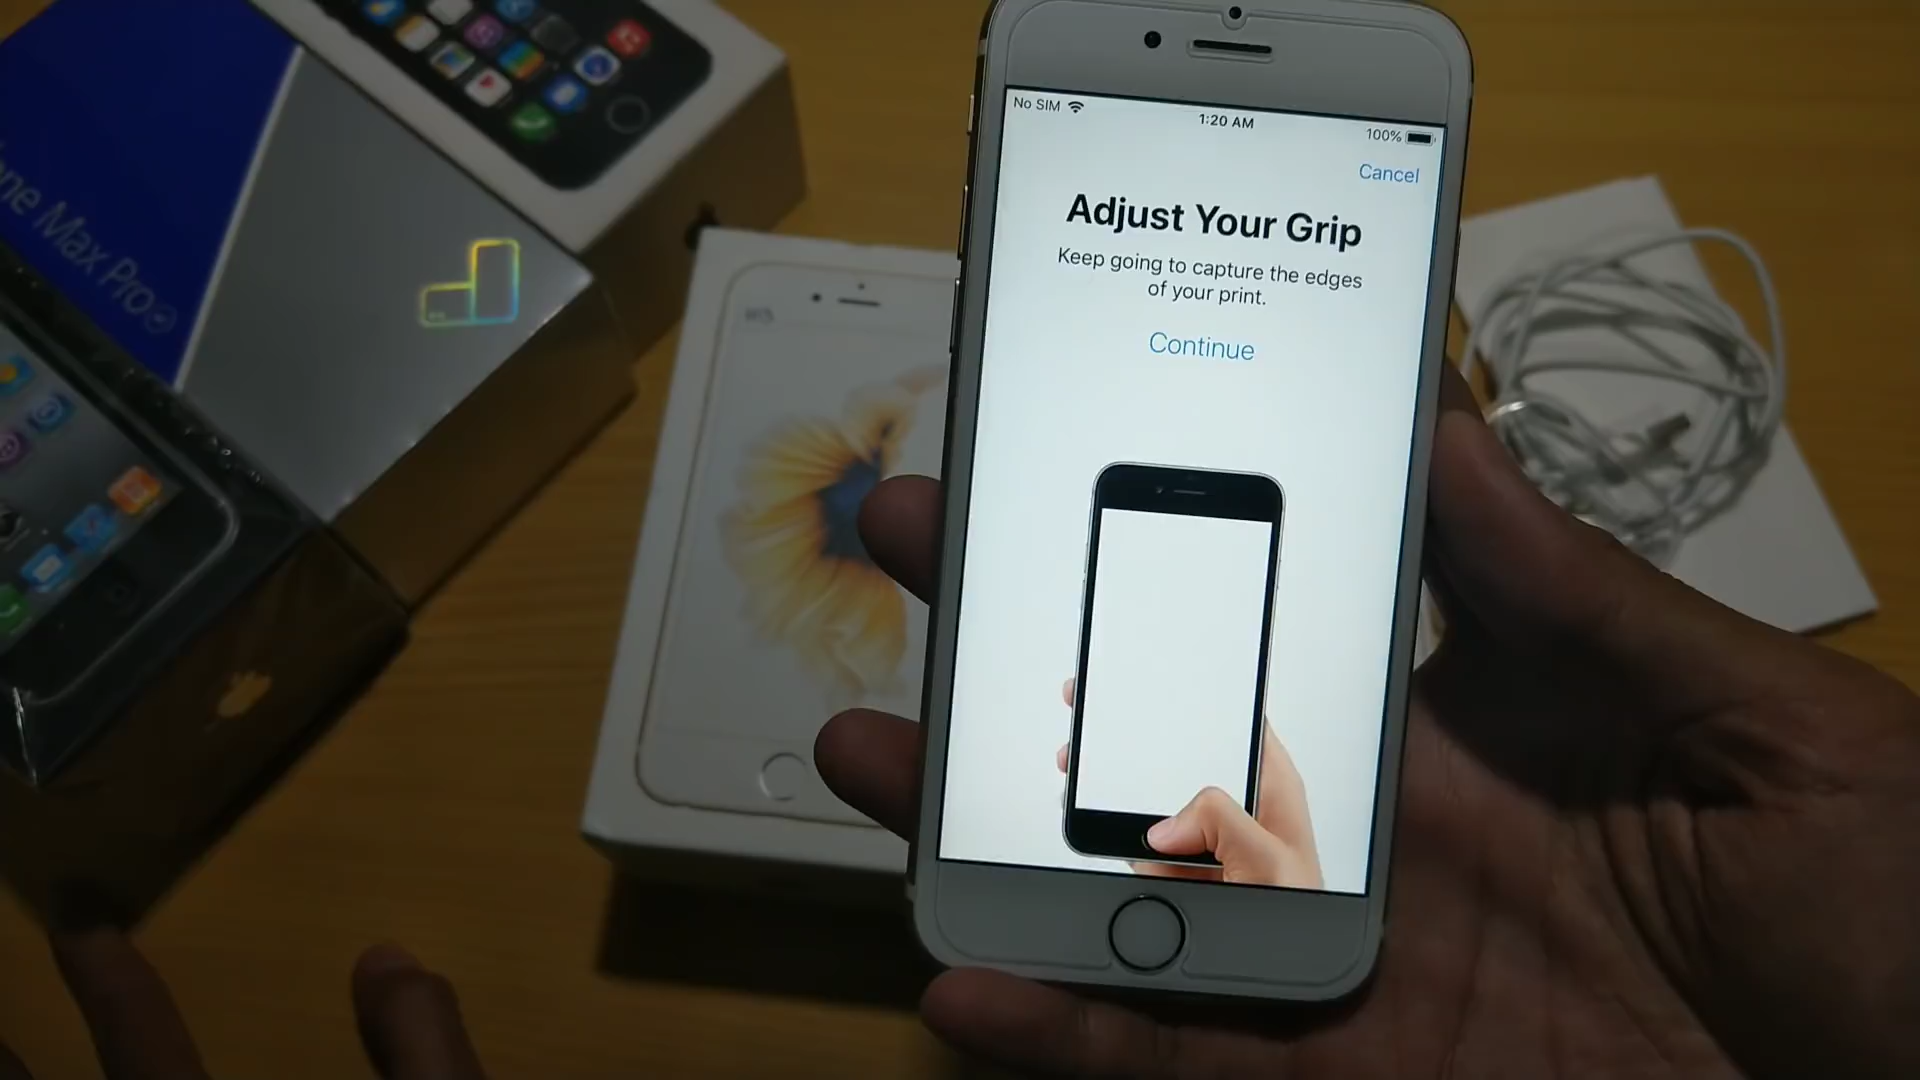 No SIM
1:20 AM
100%
Cancel
Adjust Your Grip
Keep going to capture the edges
of your print.
Continue
Max Pro